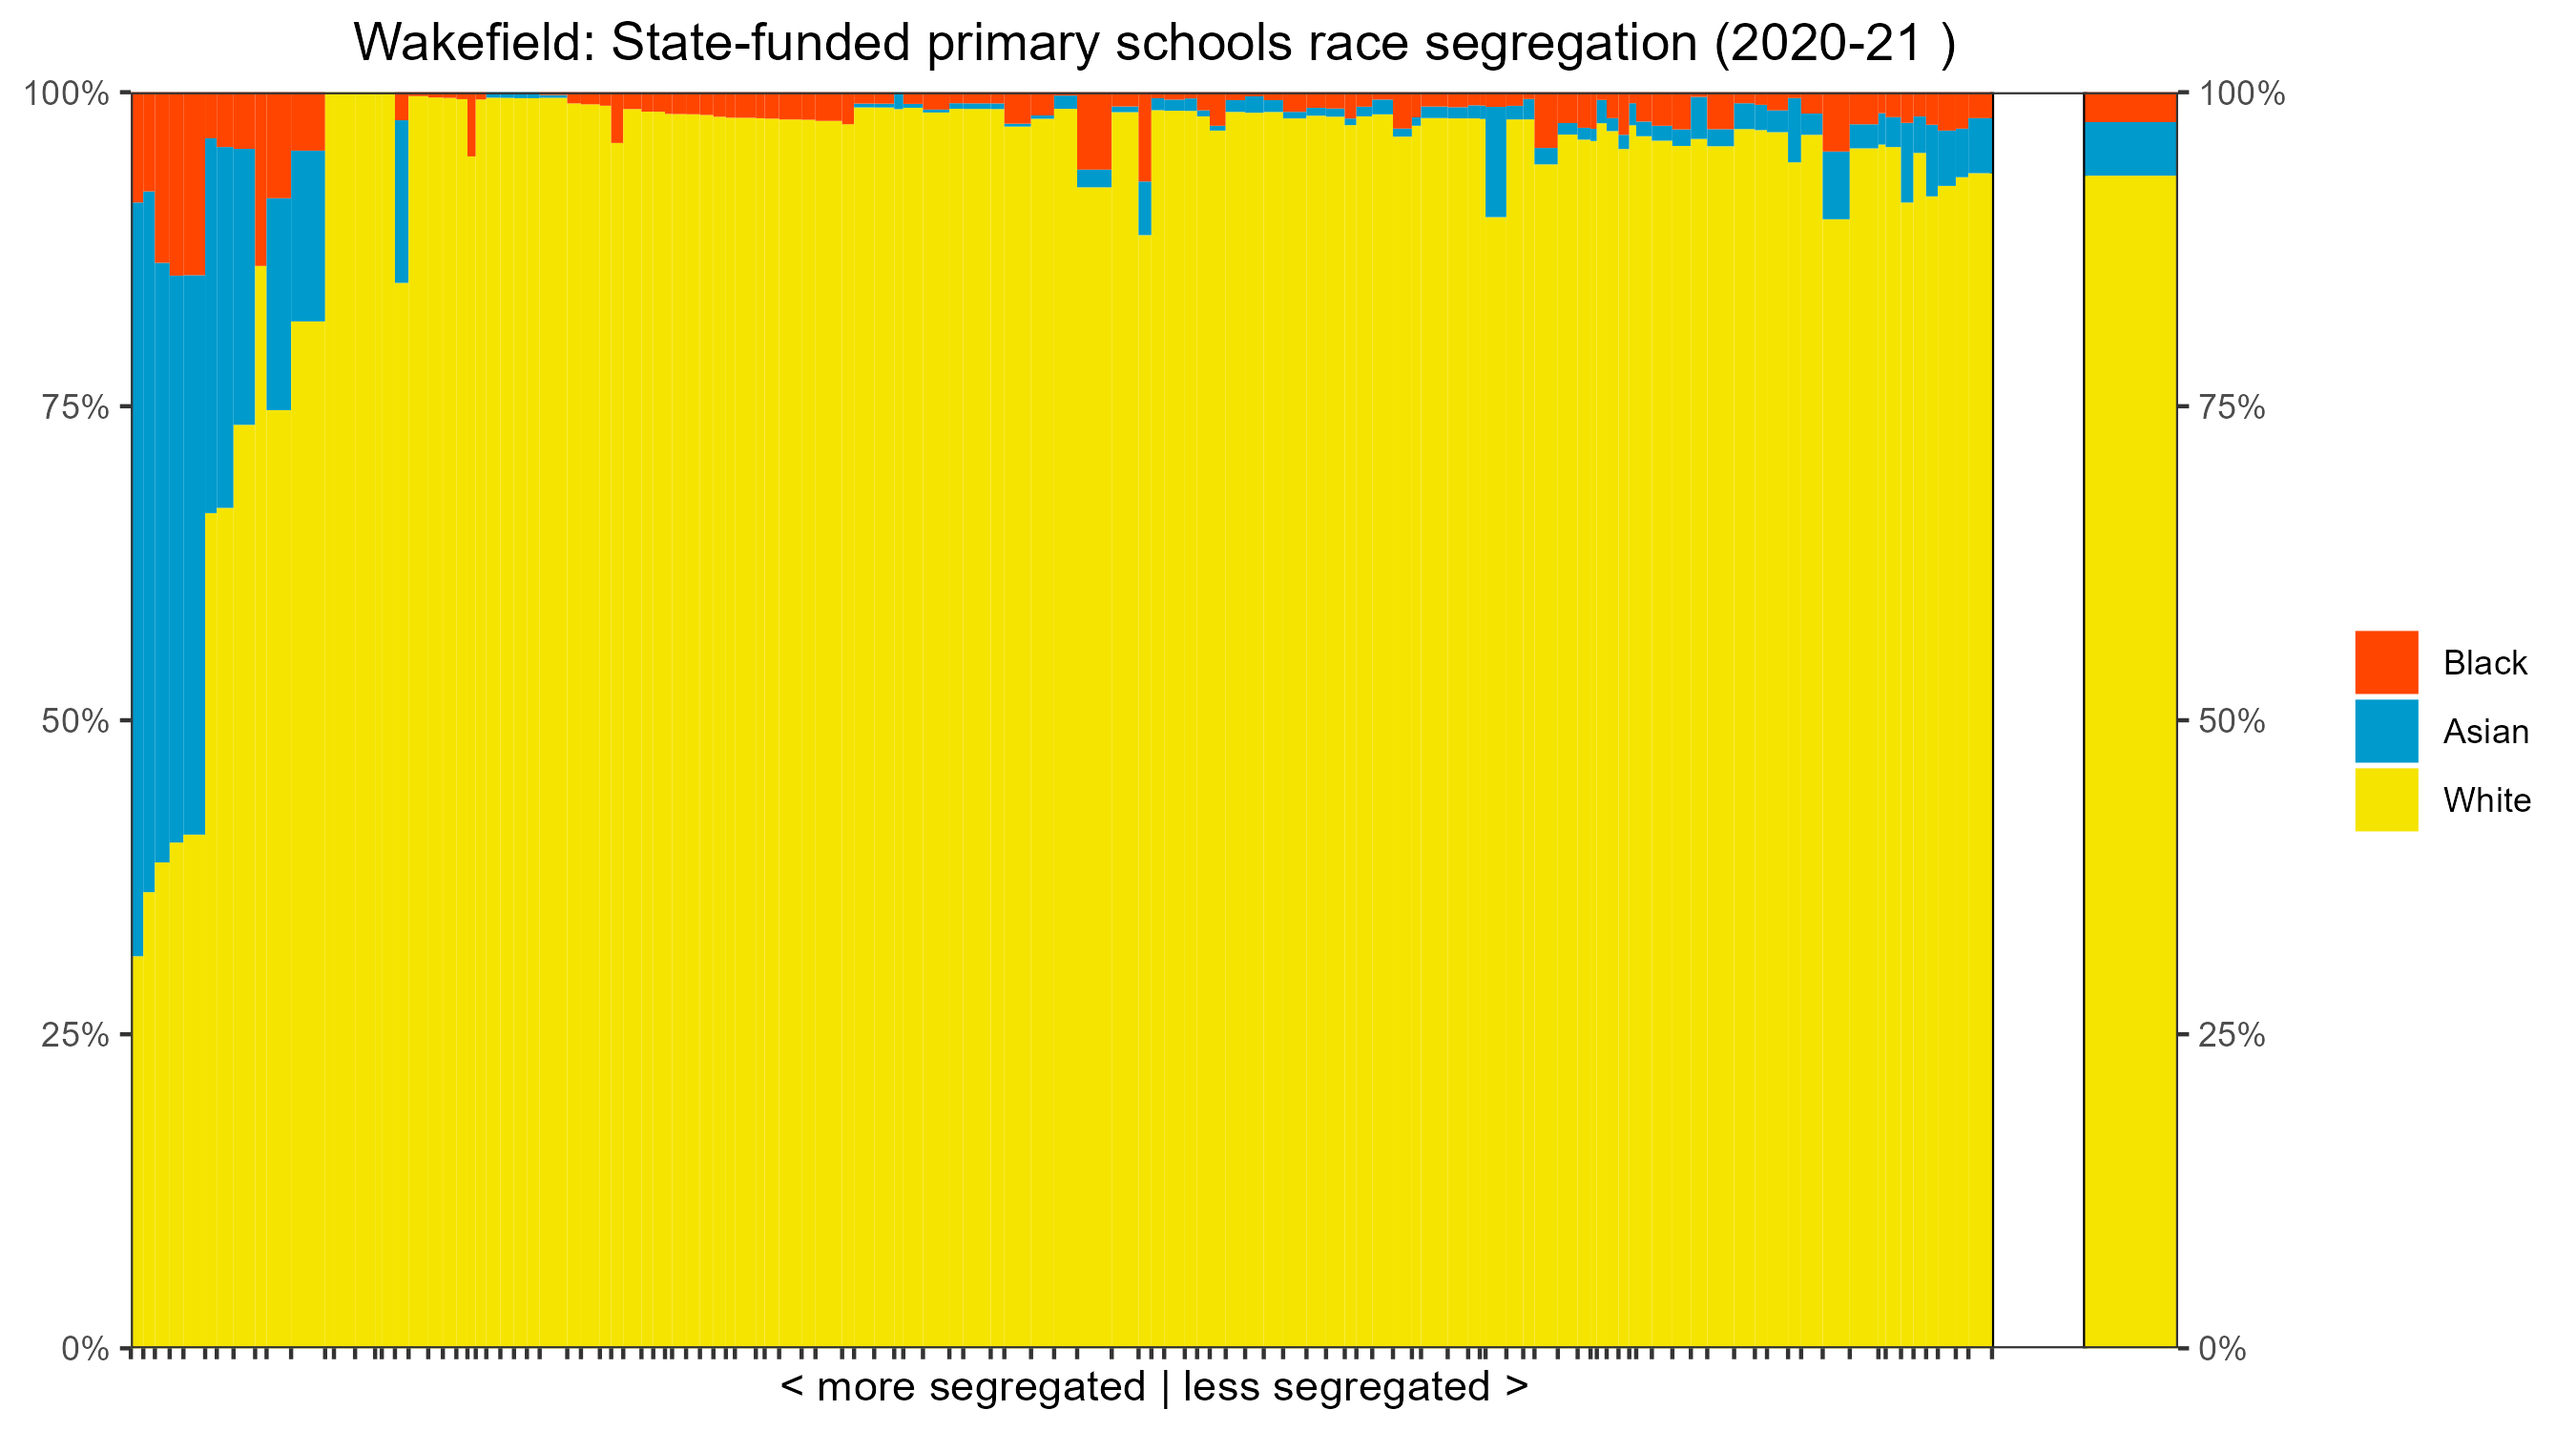 Wakefield: State-funded primary schools race segregation (2020-21 )
100%
75%
50%
25%
0%
100%
75%
50%
25%
0%
Black
Asian
White
< more segregated | less segregated >